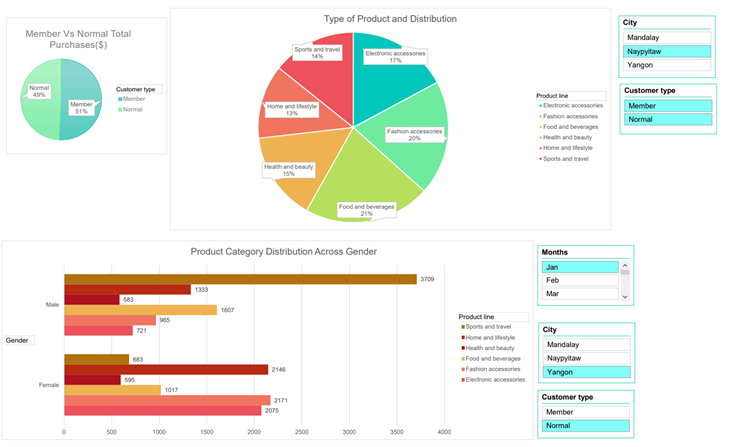 Member Vs Normal Total
Purchases($)
Normal
49%
Member
51%
Customer type
Member
Normal
Type of Product and Distribution
Sports and travel
14%
Electronic accessories
17%
Home and lifestyle
13%
Fashion accessories
20%
Health and beauty
15%
Food and beverages
21%
Product line
Electronic accessories
Fashion accessories
Food and beverages
Health and beauty
Home and lifestyle
Sports and travel
City
Mandalay
Naypyitaw
Yangon
Customer type
Member
Normal
Product Category Distribution Across Gender
Gender
Male
3709
1333
583
1607
965
721
Female
683
2146
595
1017
2171
2075
0 500 1000 1500 2000 2500 3000 3500 4000
Product line
Sports and travel
Home and lifestyle
Health and beauty
Food and beverages
Fashion accessories
Electronic accessories
Months
Jan
Feb
Mar
City
Mandalay
Naypyitaw
Yangon
Customer type
Member
Normal